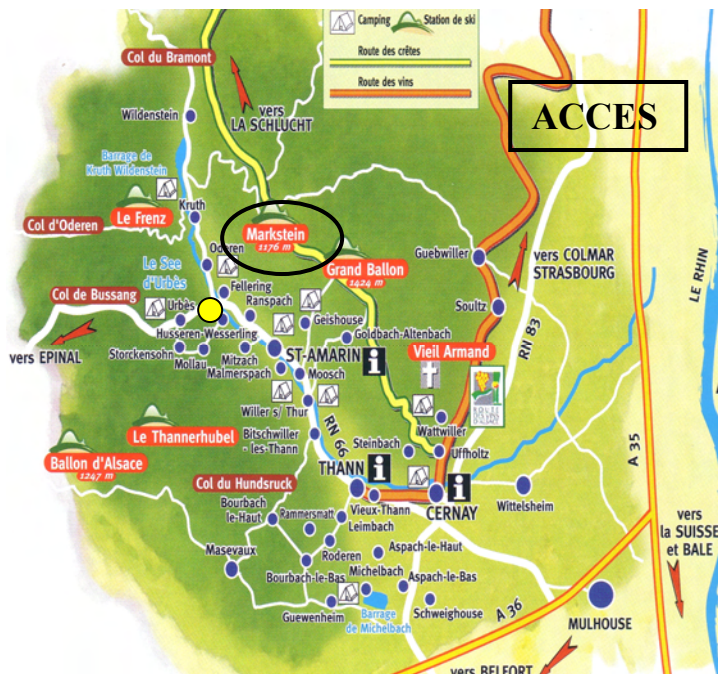 Camping
Station de ski
Route des crêtes
Route des vins
ACCES
Col du Bramont
vers
LA SCHLUCHT
Wildenstein
Barrage de
Kruth Wildenstein
Kruth
Le Frenz
Col d'Oderen
Markstein
1176 m
Oderen
Grand Ballon
1424 m
Guebwiller
vers COLMAR
STRASBOURG
LE RHIN
Le See
d'Urbès
Fellering
Col de Bussang
Urbès
Ranspach
Soultz
RN 83
Geishouse
Husseren-Wesserling
Goldbach-Altenbach
vers EPINAL
Storckensohn
Mollau
Mitzach
ST-AMARIN
i
Vieil Armand
Malmerspach
Moosch
ROUTE
DES VINS
D'ALSACE
Willer s/ Thur
Wattwiller
Le Thannerhubel
Bitschwiller
-les-Thann
RN 66
Steinbach
Uffholtz
A 35
Ballon d'Alsace
1247 m
THANN
i
i
Col du Hundsruck
Vieux-Thann
CERNAY
Wittelsheim
Bourbach
le-Haut
Rammersmatt
Leimbach
vers
la SUISSE
et BALE
Masevaux
Roderen
Aspach-le-Haut
Bourbach-le-Bas
Michelbach
Aspach-le-Bas
Guewenheim
Barrage
de Michelbach
Schweighouse
A 36
MULHOUSE
vers BELFORT